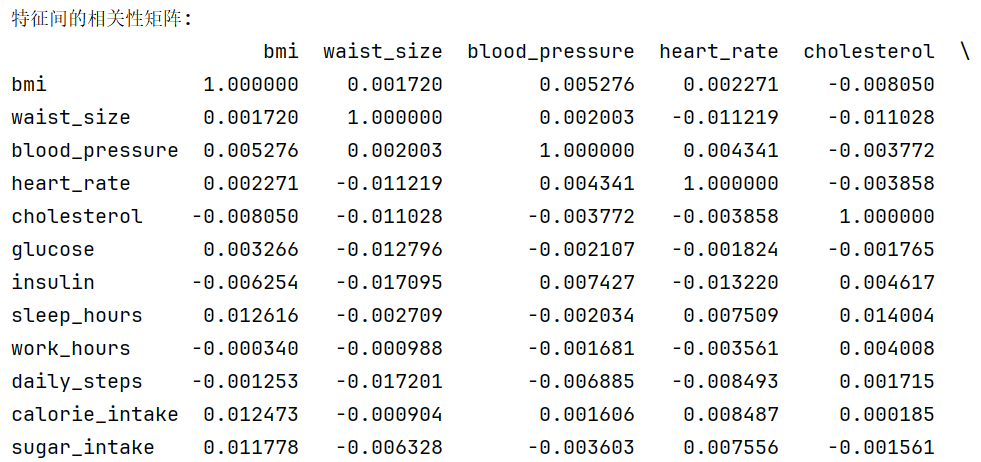 特征间的相关性矩阵:
bmi waist_size blood_pressure heart_rate cholesterol \
bmi 1.000000 0.001720 0.005276 0.002271 -0.008050
waist_size 0.001720 1.000000 0.002003 -0.011219 -0.011028
blood_pressure 0.005276 0.002003 1.000000 0.004341 -0.003772
heart_rate 0.002271 -0.011219 0.004341 1.000000 -0.003858
cholesterol -0.008050 -0.011028 -0.003772 -0.003858 1.000000
glucose 0.003266 -0.012796 -0.002107 -0.001824 -0.001765
insulin -0.006254 -0.017095 0.007427 -0.013220 0.004617
sleep_hours 0.012616 -0.002709 -0.002034 0.007509 0.014004
work_hours -0.000340 -0.000988 -0.001681 -0.003561 0.004008
daily_steps -0.001253 -0.017201 -0.006885 -0.008493 0.001715
calorie_intake 0.012473 -0.000904 0.001606 0.008487 0.000185
sugar_intake 0.011778 -0.006328 -0.003603 0.007556 -0.001561